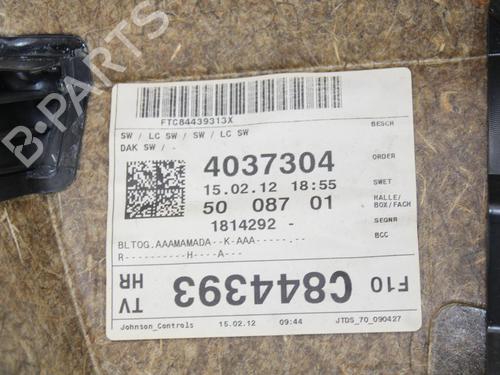 B-PARTS
FTC84439313X
SW / LC SW / SW / LC SW BESCH
DAK SW / -
4037304 ORDER
15.02.12 18:55 SWET
50 087 01 HALLE/
BOX/FACH
1814292 - SEGNR
BLTOG.AAAMAMADA--K-AAA-----.-- BCC
R---------H----A---
TV
HR
C844393
F10
Johnson_Controls 15.02.12 09:44 JTDS_70_090427